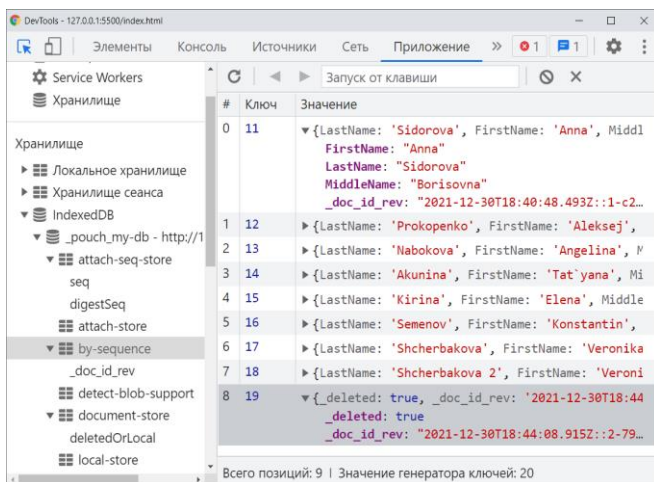 DevTools - 127.0.0.1:5500/index.html
Элементы Консоль Источники Сеть Приложение » 1 1
Service Workers
Хранилище
Хранилище
Локальное хранилище
Хранилище сеанса
IndexedDB
_pouch_my-db - http://1
attach-seq-store
seq
digestSeq
attach-store
by-sequence
_doc_id_rev
detect-blob-support
document-store
deletedOrLocal
local-store
Запуск от клавиши
# Ключ Значение
0 11 {LastName: 'Sidorova', FirstName: 'Anna', Middl
FirstName: "Anna"
LastName: "Sidorova"
MiddleName: "Borisovna"
_doc_id_rev: "2021-12-30T18:40:48.493Z::1-c2…
1 12 {LastName: 'Prokopenko', FirstName: 'Aleksej',
2 13 {LastName: 'Nabokova', FirstName: 'Angelina', M
3 14 {LastName: 'Akunina', FirstName: 'Tat`yana', Mi
4 15 {LastName: 'Kirina', FirstName: 'Elena', Middle
5 16 {LastName: 'Semenov', FirstName: 'Konstantin',
6 17 {LastName: 'Shcherbakova', FirstName: 'Veronika
7 18 {LastName: 'Shcherbakova 2', FirstName: 'Veroni
8 19 {_deleted: true, _doc_id_rev: '2021-12-30T18:44
_deleted: true
_doc_id_rev: "2021-12-30T18:44:08.915Z::2-79…
Всего позиций: 9 | Значение генератора ключей: 20